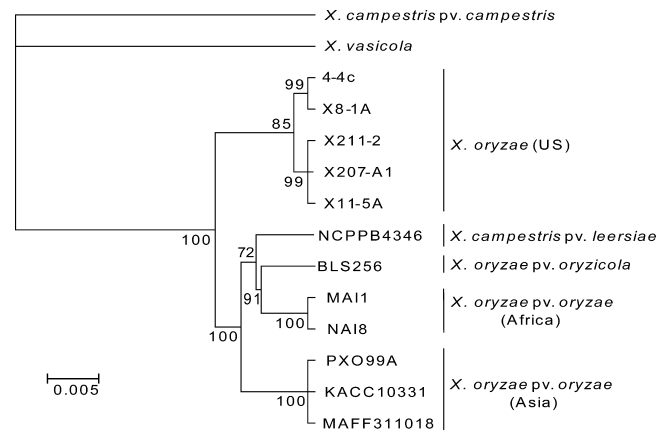 X. campestris pv. campestris
X. vasicola
99
4-4c
X8-1A
85
X211-2
X. oryzae (US)
X207-A1
99
X11-5A
100
NCPPB4346
X. campestris pv. leersiae
72
BLS256
X. oryzae pv. oryzicola
91
MAI1
X. oryzae pv. oryzae
(Africa)
100
NAI8
100
PXO99A
KACC10331
X. oryzae pv. oryzae
(Asia)
100
MAFF311018
0.005